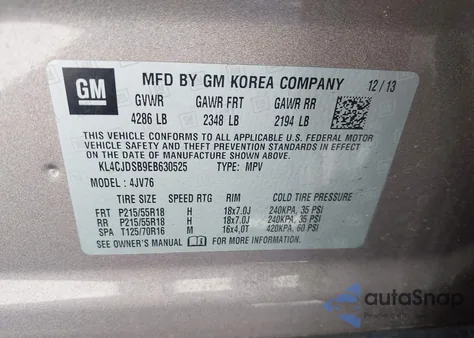 GM
MFD BY GM KOREA COMPANY 12/13
GVWR GAWR FRT GAWR RR
4286 LB 2348 LB 2194 LB
THIS VEHICLE CONFORMS TO ALL APPLICABLE U.S. FEDERAL MOTOR
VEHICLE SAFETY, BUMPER, AND THEFT PREVENTION STANDARDS IN EFFECT
ON THE DATE OF MANUFACTURE SHOWN ABOVE.
KL4CJDSB9EB630525 TYPE: MPV
MODEL: 4JV76
TIRE SIZE SPEED RTG RIM COLD TIRE PRESSURE
FRT P215/55R18 H 18x7.0J 240KPA, 35 PSI
RR P215/55R18 H 18x7.0J 240KPA, 35 PSI
SPA T125/70R16 M 16x4.0T 420KPA, 60 PSI
SEE OWNER'S MANUAL FOR ADDITIONAL INFORMATION
autoSnap